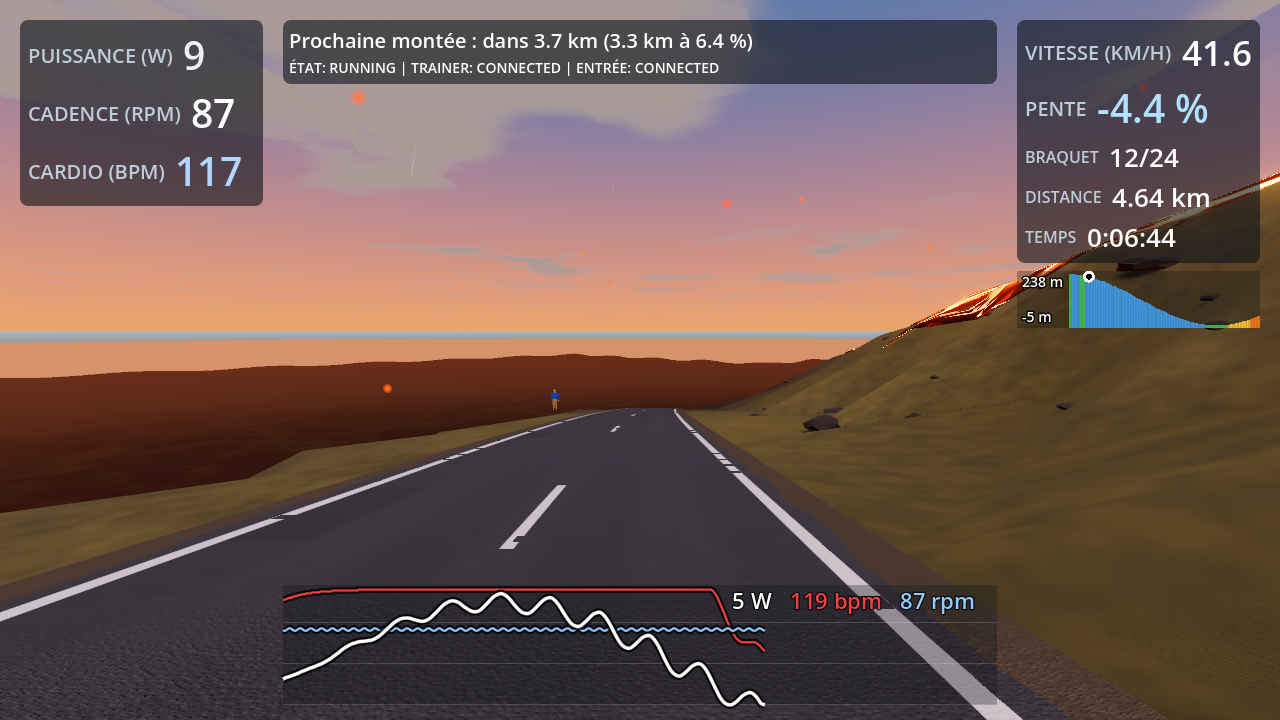 PUISSANCE (W) 9
CADENCE (RPM) 87
CARDIO (BPM) 117
Prochaine montée : dans 3.7 km (3.3 km à 6.4 %)
ÉTAT: RUNNING | TRAINER: CONNECTED | ENTRÉE: CONNECTED
VITESSE (KM/H) 41.6
PENTE -4.4 %
BRAQUET 12/24
DISTANCE 4.64 km
TEMPS 0:06:44
238 m
-5 m
5 W 119 bpm 87 rpm